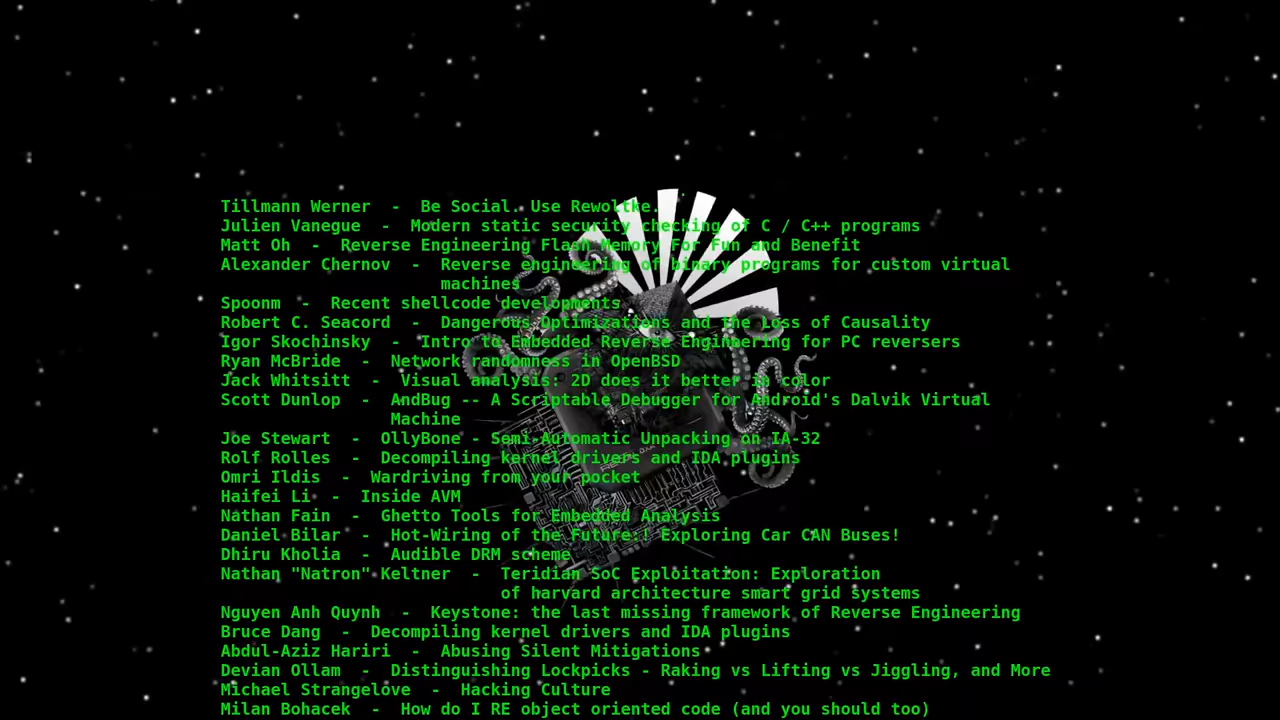 Tillmann Werner - Be Social. Use Rewoltke.
Julien Vanegue - Modern static security checking of C / C++ programs
Matt Oh - Reverse Engineering Flash Memory For Fun and Benefit
Alexander Chernov - Reverse engineering of binary programs for custom virtual
machines
Spoonm - Recent shellcode developments
Robert C. Seacord - Dangerous Optimizations and the Loss of Causality
Igor Skochinsky - Intro to Embedded Reverse Engineering for PC reversers
Ryan McBride - Network randomness in OpenBSD
Jack Whitsitt - Visual analysis: 2D does it better in color
Scott Dunlop - AndBug -- A Scriptable Debugger for Android's Dalvik Virtual
Machine
Joe Stewart - OllyBone - Semi-Automatic Unpacking on IA-32
Rolf Rolles - Decompiling kernel drivers and IDA plugins
Omri Ildis - Wardriving from your pocket
Haifei Li - Inside AVM
Nathan Fain - Ghetto Tools for Embedded Analysis
Daniel Bilar - Hot-Wiring of the Future:! Exploring Car CAN Buses!
Dhiru Kholia - Audible DRM scheme
Nathan "Natron" Keltner - Teridian SoC Exploitation: Exploration
of harvard architecture smart grid systems
Nguyen Anh Quynh - Keystone: the last missing framework of Reverse Engineering
Bruce Dang - Decompiling kernel drivers and IDA plugins
Abdul-Aziz Hariri - Abusing Silent Mitigations
Devian Ollam - Distinguishing Lockpicks - Raking vs Lifting vs Jiggling, and More
Michael Strangelove - Hacking Culture
Milan Bohacek - How do I RE object oriented code (and you should too)